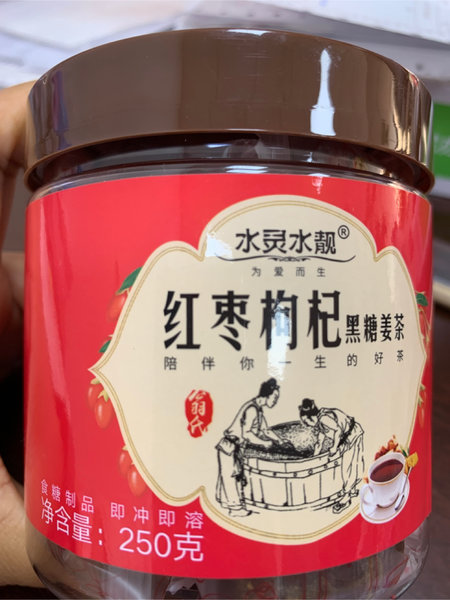 水灵水靓®
为爱而生
红枣枸杞黑糖姜茶
陪伴你一生的好茶
翁氏
食糖制品 即冲即溶
净含量：250克